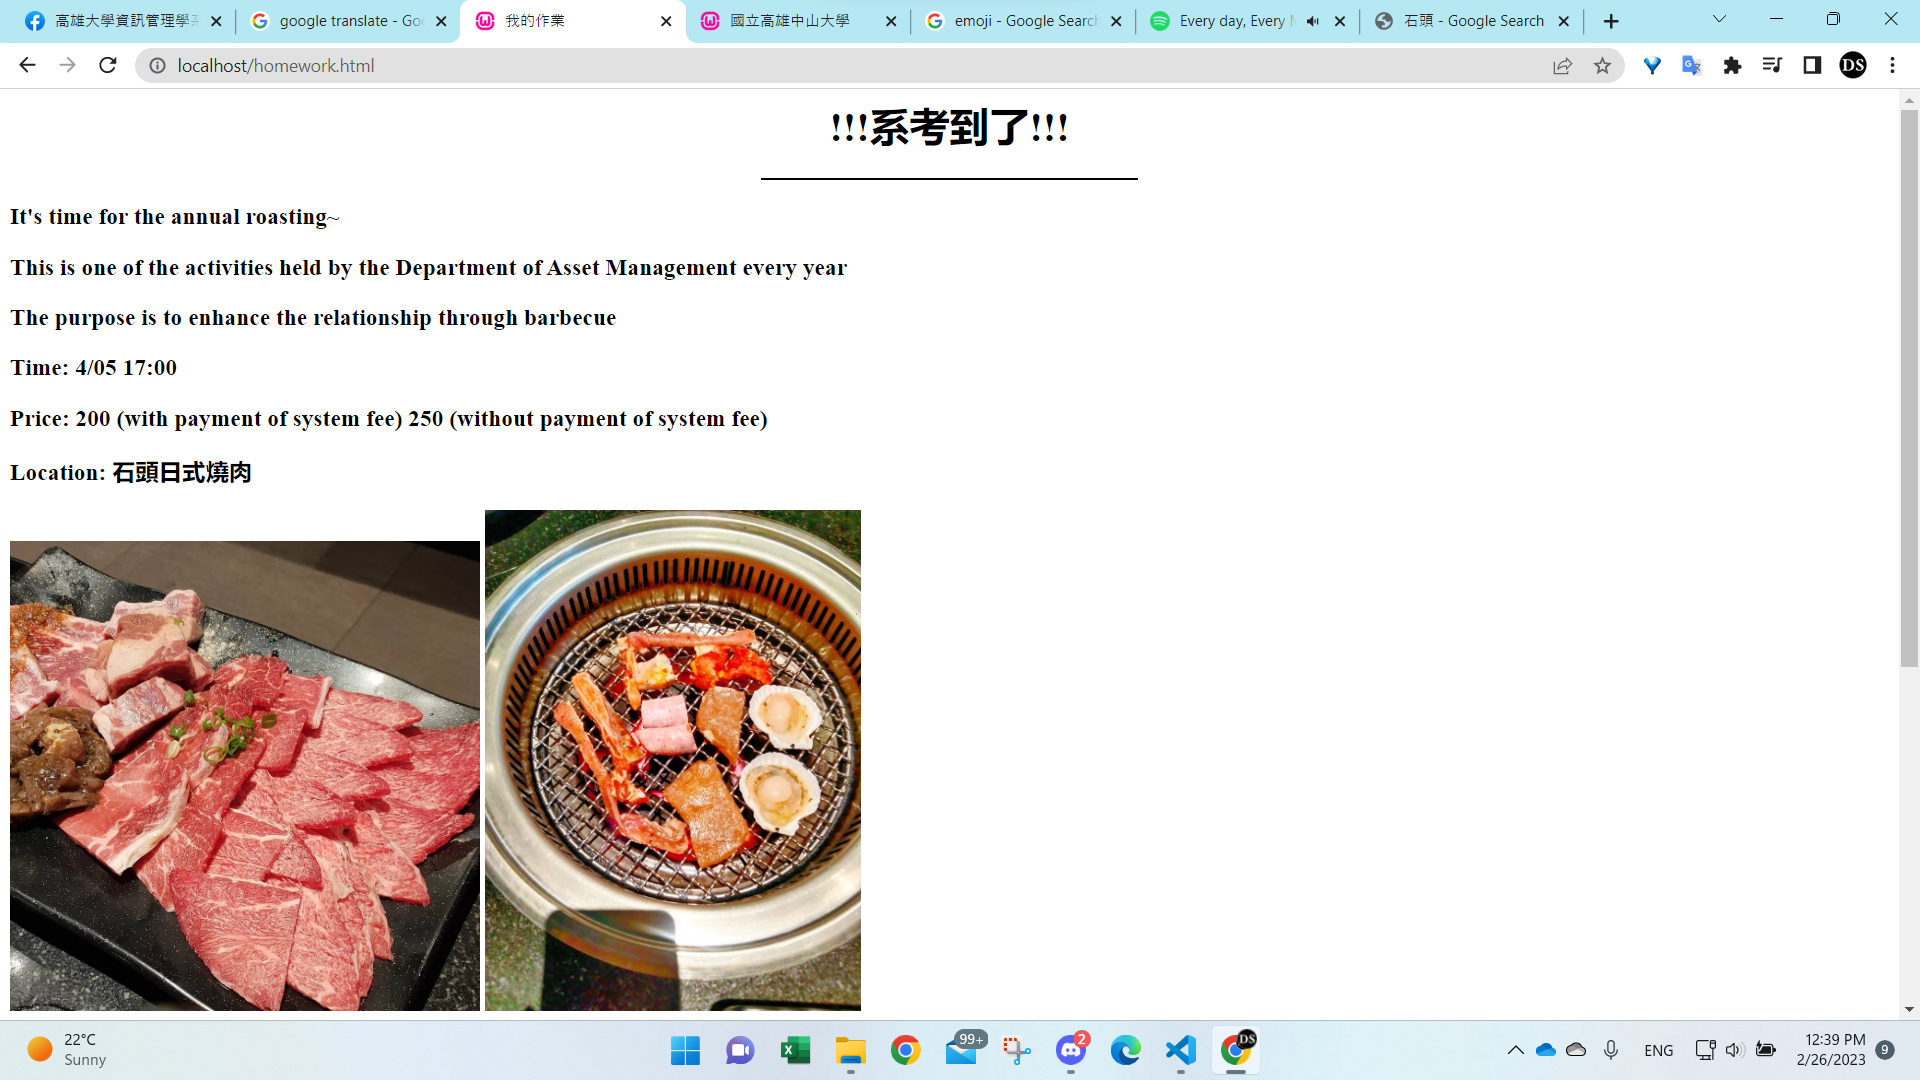 高雄大學資訊管理學系
google translate - Goo
我的作業
國立高雄中山大學
emoji - Google Search
Every day, Every M
石頭 - Google Search
localhost/homework.html
DS
!!!系考到了!!!
It's time for the annual roasting~
This is one of the activities held by the Department of Asset Management every year
The purpose is to enhance the relationship through barbecue
Time: 4/05 17:00
Price: 200 (with payment of system fee) 250 (without payment of system fee)
Location: 石頭日式燒肉
22°C
Sunny
99+
2
DS
ENG
12:39 PM
2/26/2023
9